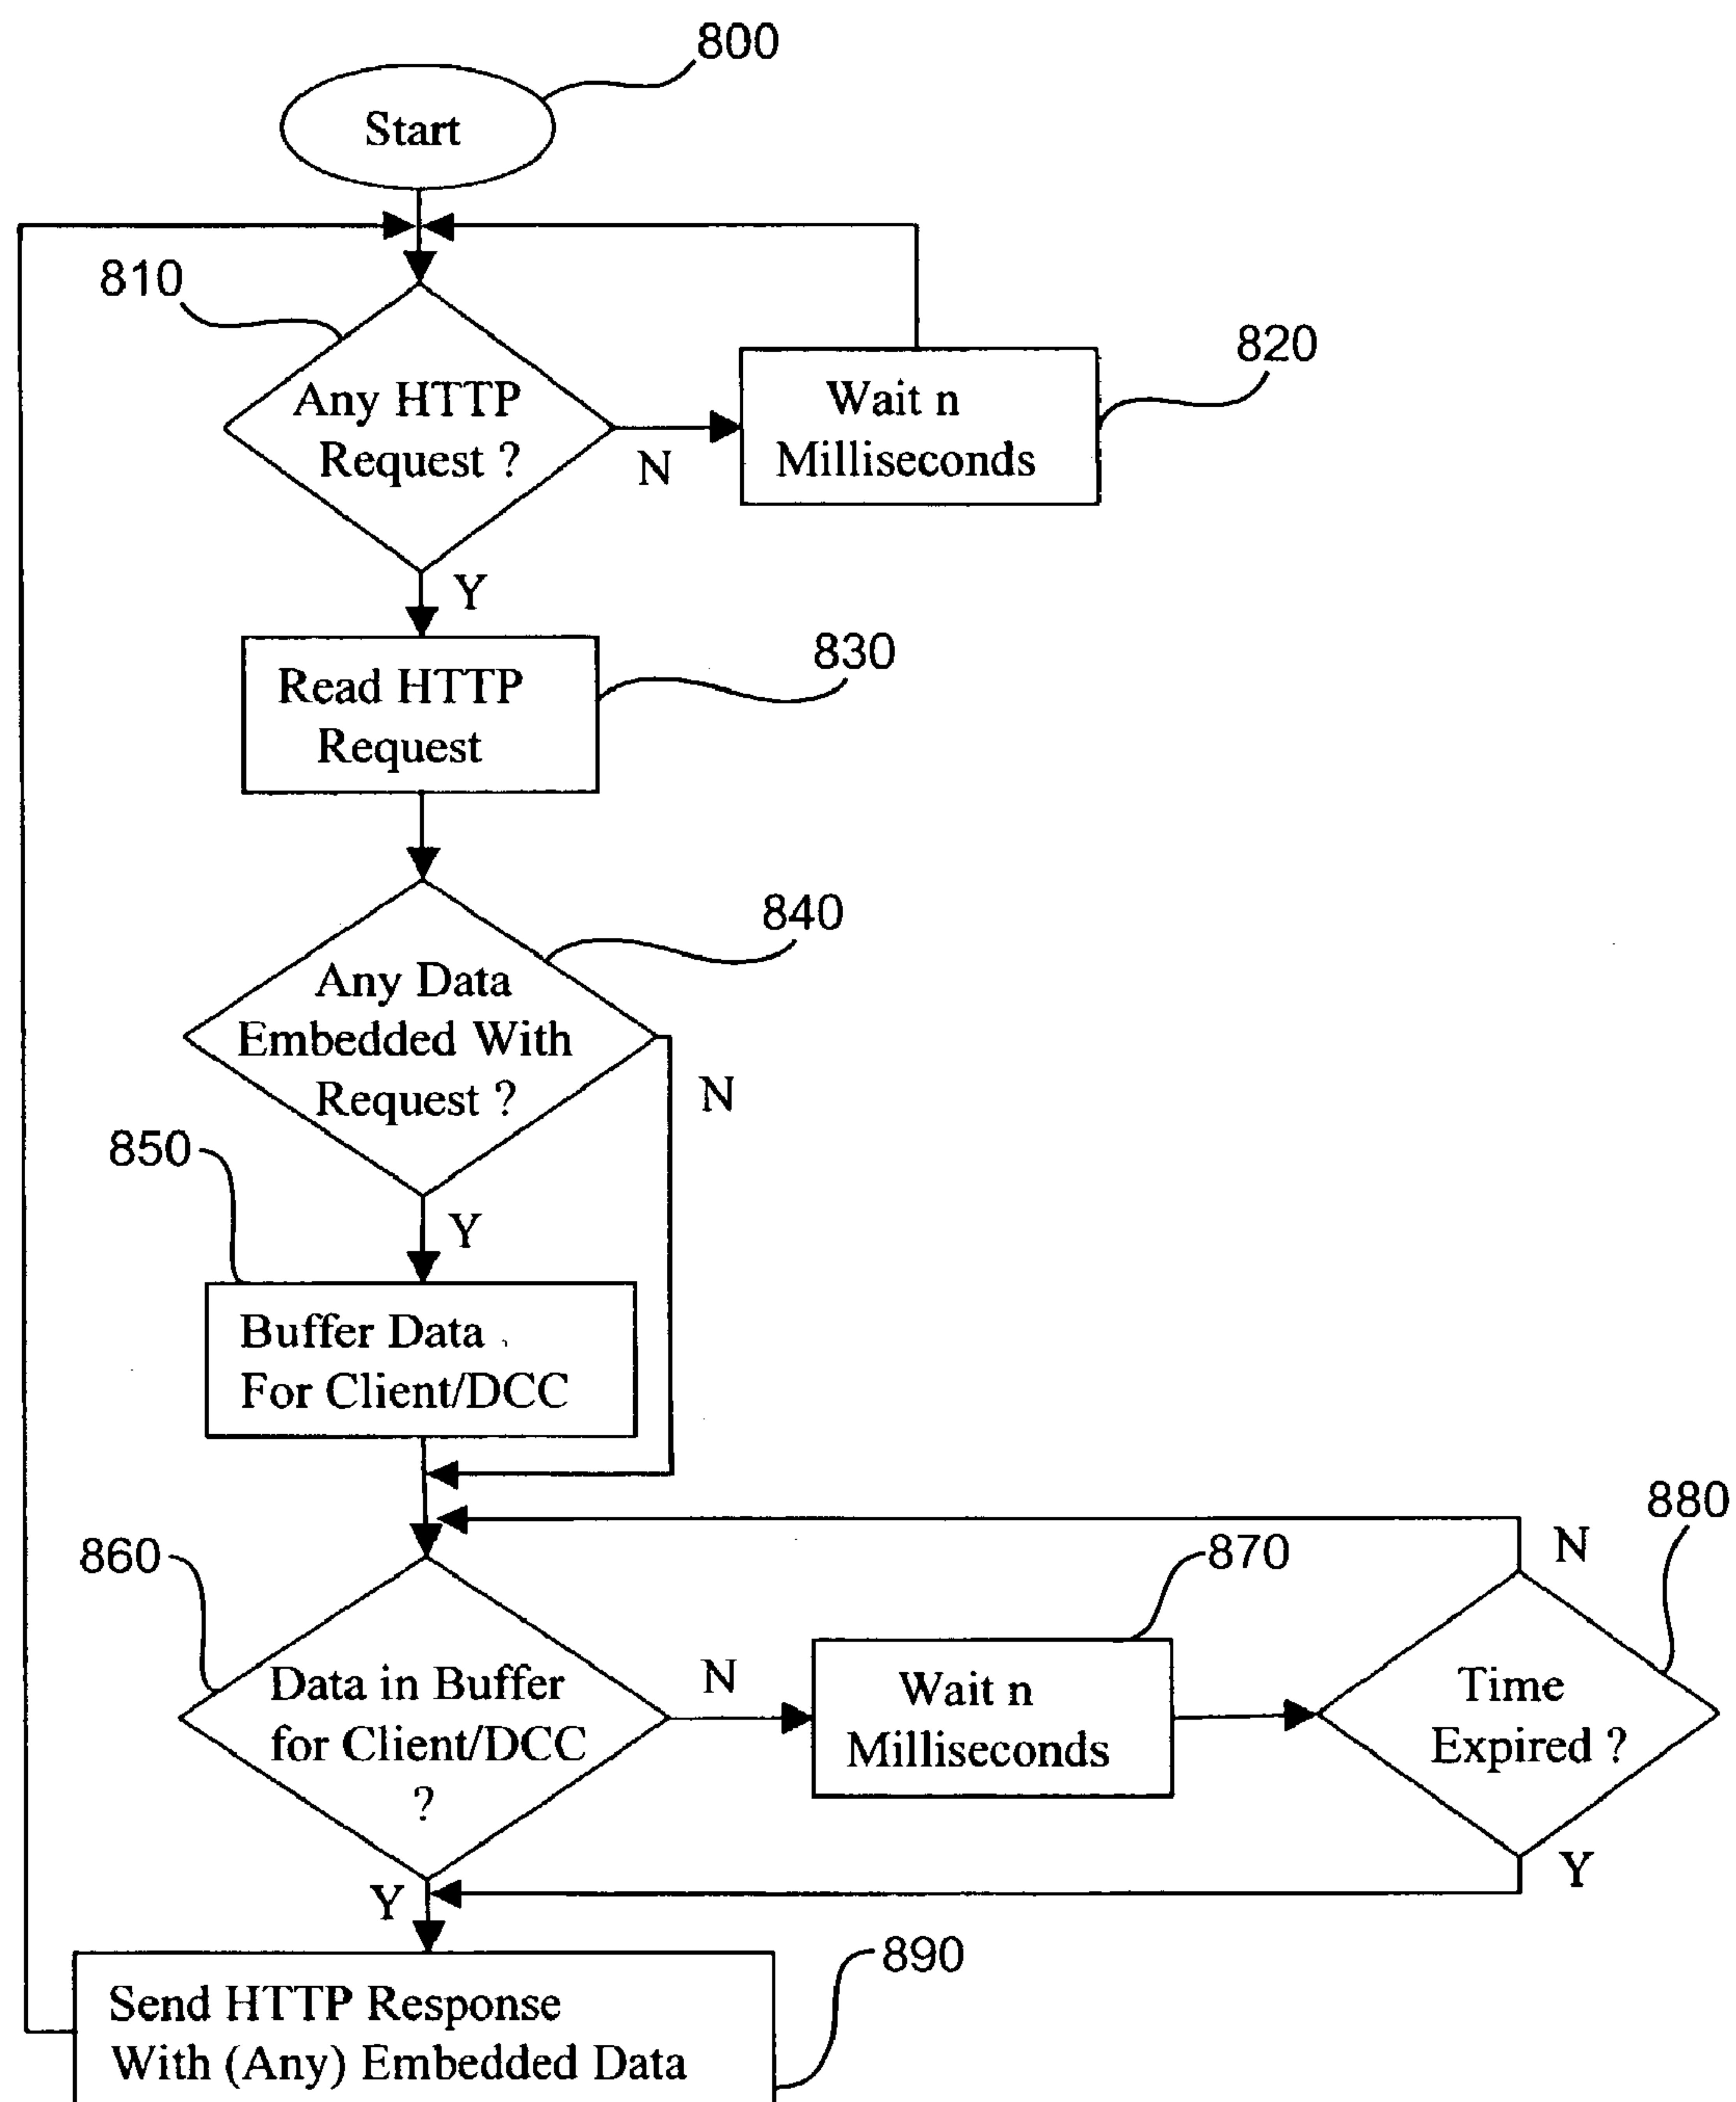 800
Start
810
Any HTTP
Request ?
N
Wait n
Milliseconds
820
Y
Read HTTP
Request
830
840
Any Data
Embedded With
Request ?
N
850
Y
Buffer Data
For Client/DCC
860
Data in Buffer
for Client/DCC
?
N
870
Wait n
Milliseconds
880
N
Time
Expired ?
Y
Y
890
Send HTTP Response
With (Any) Embedded Data